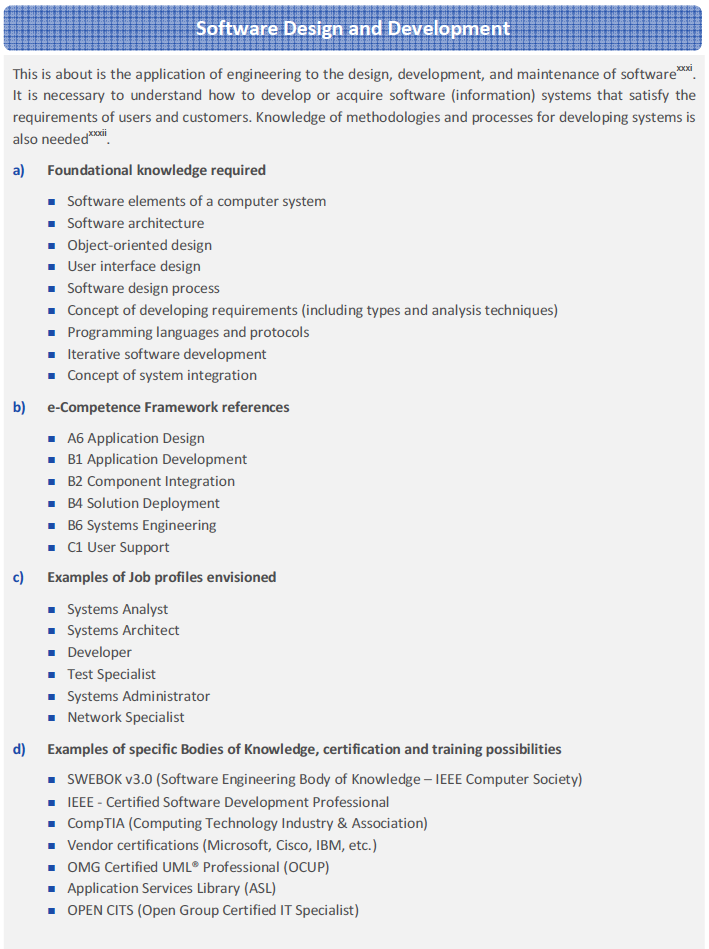 Software Design and Development
This is about is the application of engineering to the design, development, and maintenance of softwarexxxi.
It is necessary to understand how to develop or acquire software (information) systems that satisfy the
requirements of users and customers. Knowledge of methodologies and processes for developing systems is
also neededxxxii.
a) Foundational knowledge required
■ Software elements of a computer system
■ Software architecture
■ Object-oriented design
■ User interface design
■ Software design process
■ Concept of developing requirements (including types and analysis techniques)
■ Programming languages and protocols
■ Iterative software development
■ Concept of system integration
b) e-Competence Framework references
■ A6 Application Design
■ B1 Application Development
■ B2 Component Integration
■ B4 Solution Deployment
■ B6 Systems Engineering
■ C1 User Support
c) Examples of Job profiles envisioned
■ Systems Analyst
■ Systems Architect
■ Developer
■ Test Specialist
■ Systems Administrator
■ Network Specialist
d) Examples of specific Bodies of Knowledge, certification and training possibilities
■ SWEBOK v3.0 (Software Engineering Body of Knowledge – IEEE Computer Society)
■ IEEE - Certified Software Development Professional
■ CompTIA (Computing Technology Industry & Association)
■ Vendor certifications (Microsoft, Cisco, IBM, etc.)
■ OMG Certified UML® Professional (OCUP)
■ Application Services Library (ASL)
■ OPEN CITS (Open Group Certified IT Specialist)